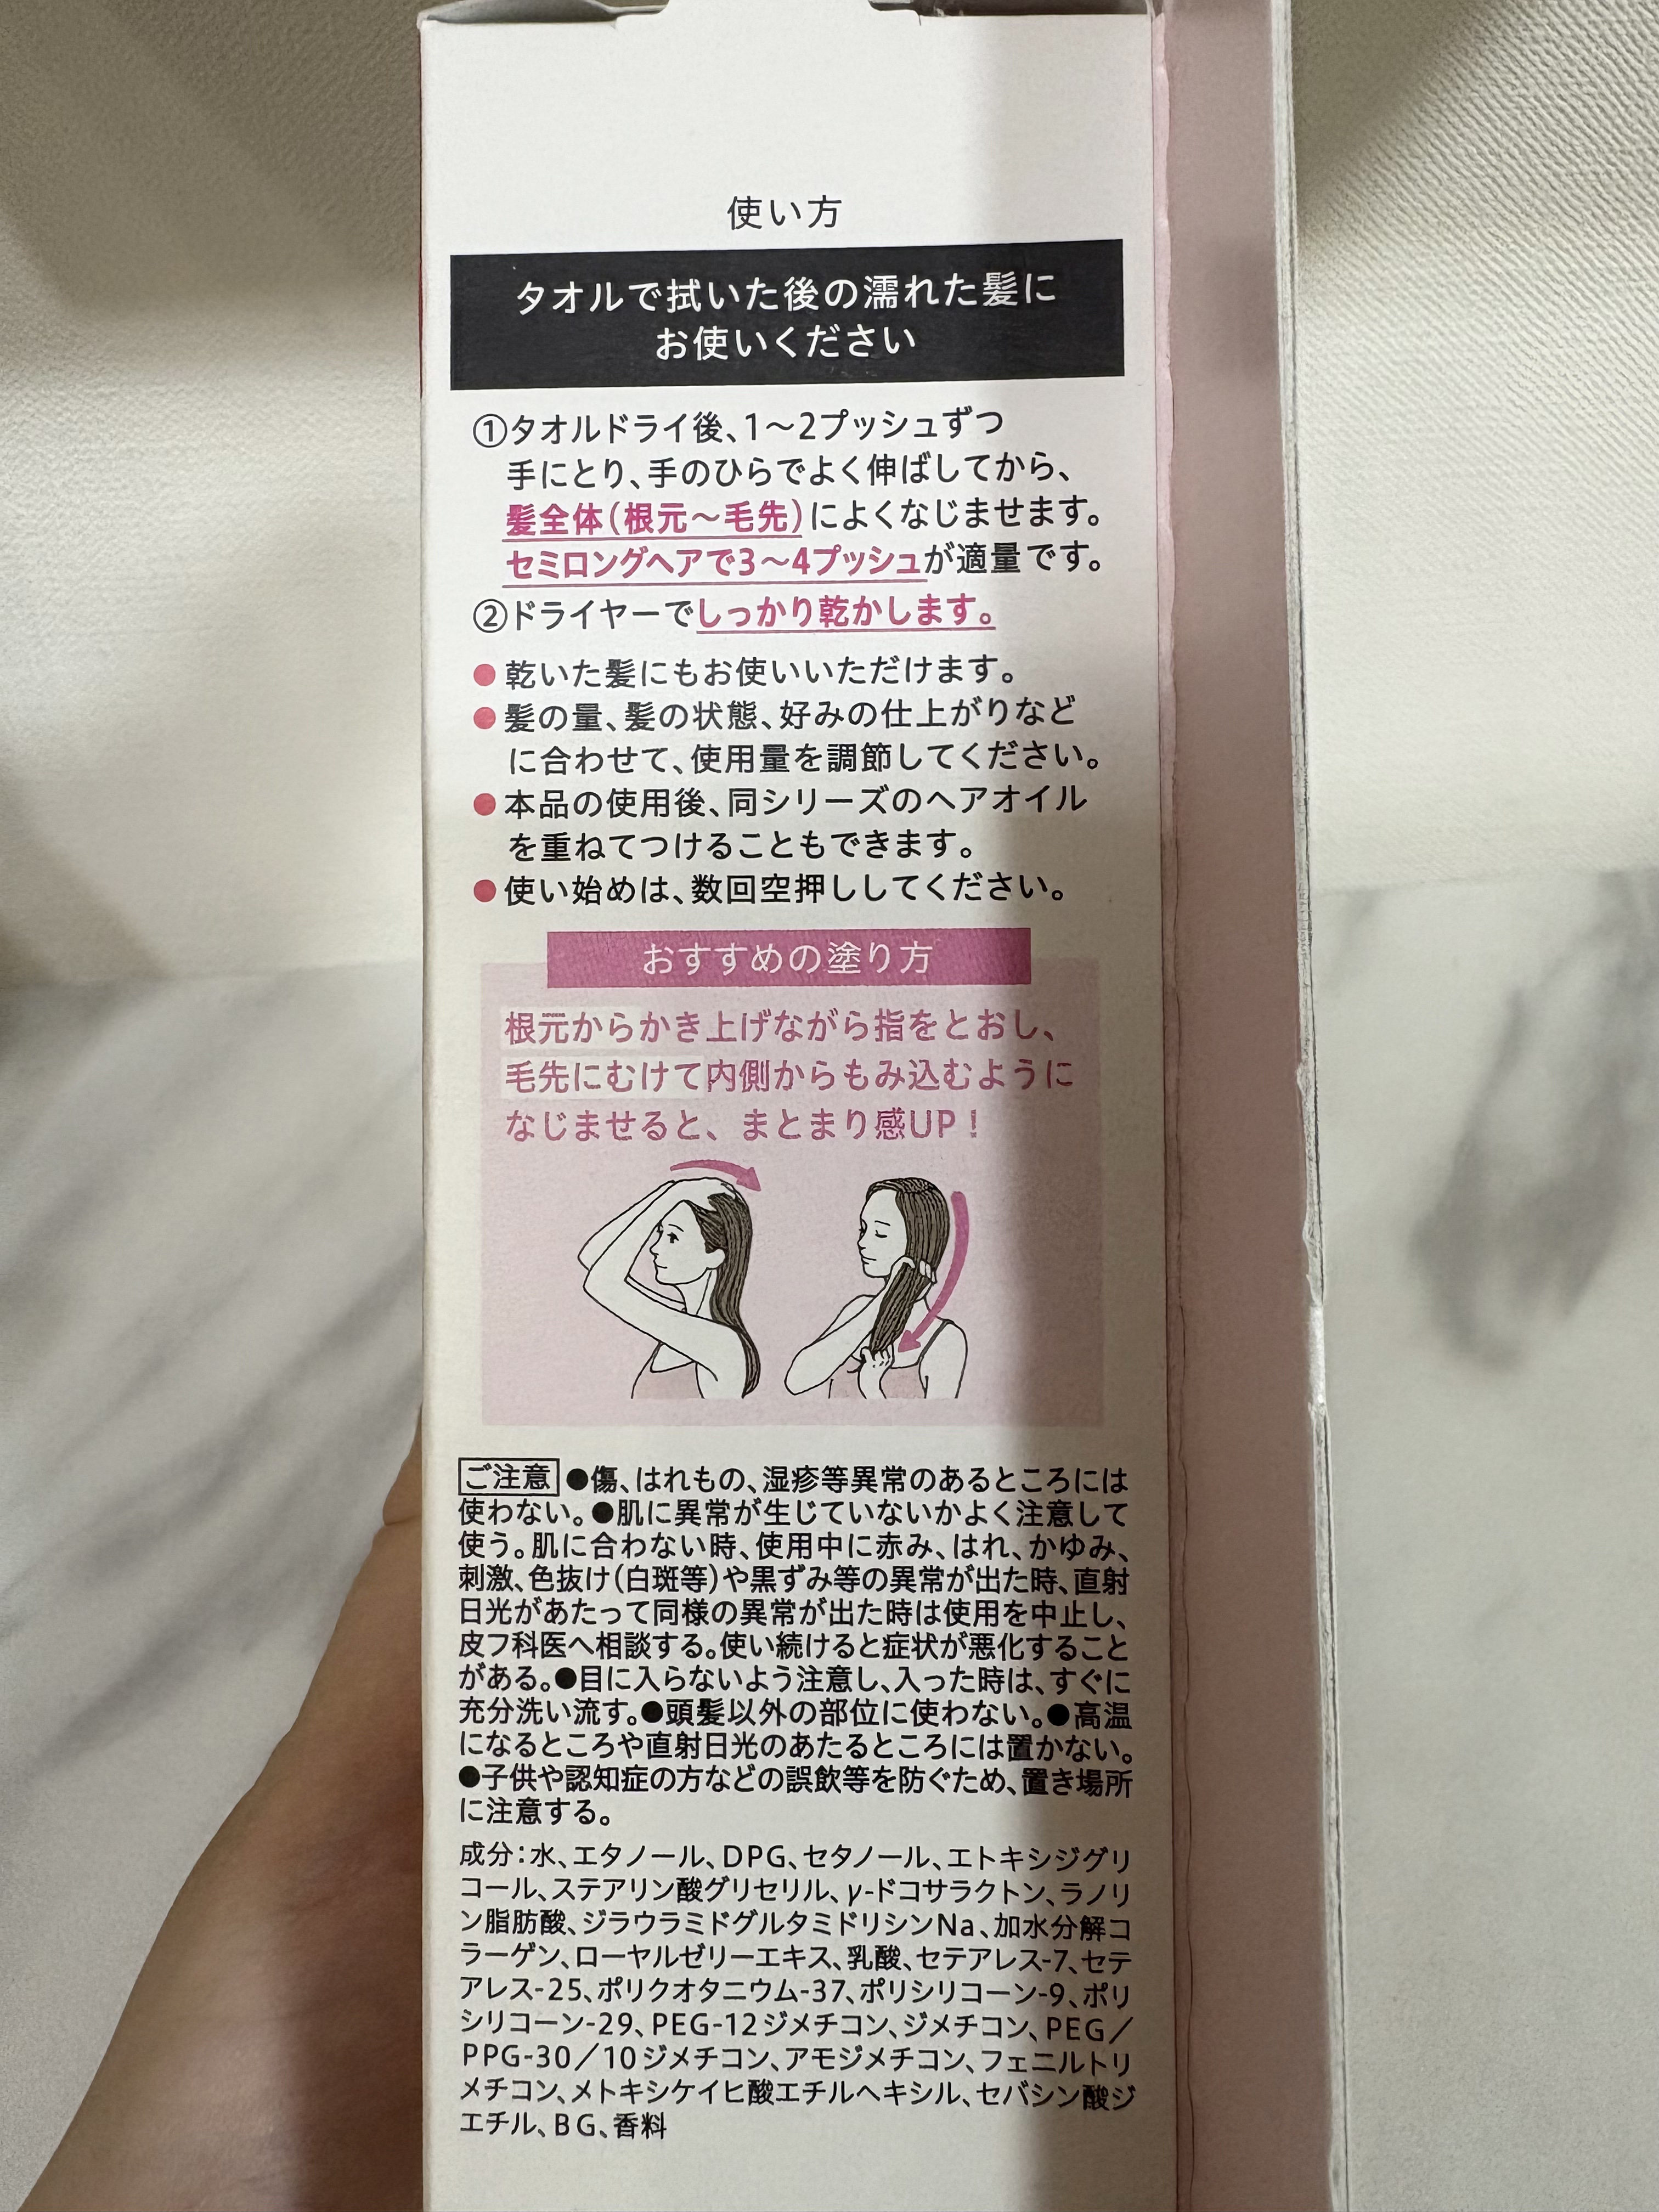 使い方
タオルで拭いた後の濡れた髪に
お使いください
①タオルドライ後、1〜2プッシュずつ
手にとり、手のひらでよく伸ばしてから、
髪全体(根元〜毛先)によくなじませます。
セミロングヘアで3〜4プッシュが適量です。
②ドライヤーでしっかり乾かします。
●乾いた髪にもお使いいただけます。
●髪の量、髪の状態、好みの仕上がりなど
に合わせて、使用量を調節してください。
●本品の使用後、同シリーズのヘアオイル
を重ねてつけることもできます。
●使い始めは、数回空押ししてください。
おすすめの塗り方
根元からかき上げながら指をとおし、
毛先にむけて内側からもみ込むように
なじませると、まとまり感UP！
ご注意 ●傷、はれもの、湿疹等異常のあるところには
使わない。●肌に異常が生じていないかよく注意して
使う。肌に合わない時、使用中に赤み、はれ、かゆみ、
刺激、色抜け(白斑等)や黒ずみ等の異常が出た時、直射
日光があたって同様の異常が出た時は使用を中止し、
皮フ科医へ相談する。使い続けると症状が悪化すること
がある。●目に入らないよう注意し、入った時は、すぐに
充分洗い流す。●頭髪以外の部位に使わない。●高温
になるところや直射日光のあたるところには置かない。
●子供や認知症の方などの誤飲等を防ぐため、置き場所
に注意する。
成分：水、エタノール、DPG、セタノール、エトキシジグリ
コール、ステアリン酸グリセリル、γ-ドコサラクトン、ラノリ
ン脂肪酸、ジラウラミドグルタミドリシンNa、加水分解コ
ラーゲン、ローヤルゼリーエキス、乳酸、セテアレス-7、セテ
アレス-25、ポリクオタニウム-37、ポリシリコーン-9、ポリ
シリコーン-29、PEG-12ジメチコン、ジメチコン、PEG／
PPG-30／10ジメチコン、アモジメチコン、フェニルトリ
メチコン、メトキシケイヒ酸エチルヘキシル、セバシン酸ジ
エチル、BG、香料